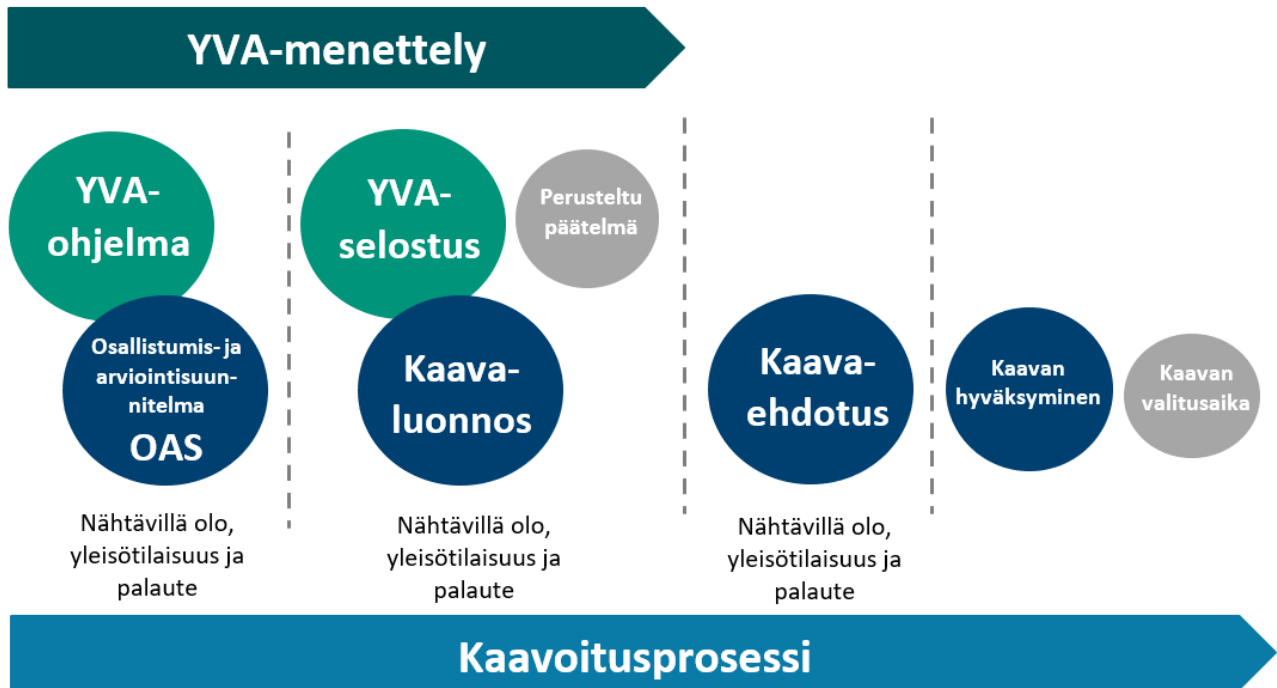 YVA-menettely
YVA-
ohjelma
Osallistumis- ja
arviointisuun-
nitelma
OAS
Nähtävillä olo,
yleisötilaisuus ja
palaute
YVA-
selostus
Perusteltu
päätelmä
Kaava-
luonnos
Nähtävillä olo,
yleisötilaisuus ja
palaute
Kaava-
ehdotus
Nähtävillä olo,
yleisötilaisuus ja
palaute
Kaavan
hyväksyminen
Kaavan
valitusaika
Kaavoitusprosessi